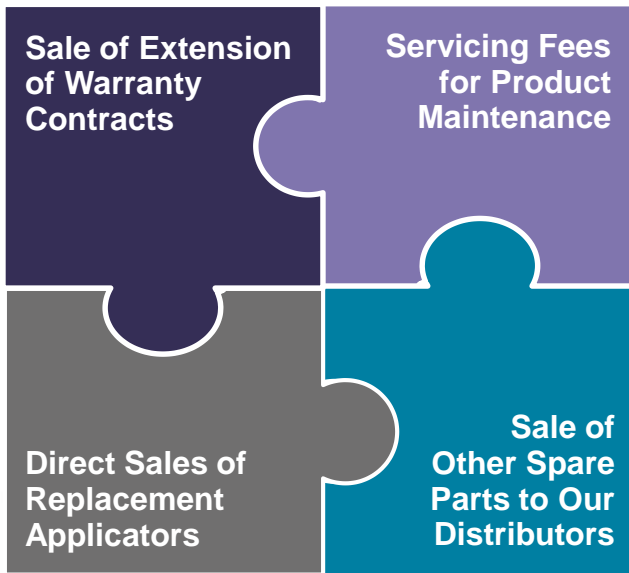 Sale of Extension
of Warranty
Contracts
Servicing Fees
for Product
Maintenance
Direct Sales of
Replacement
Applicators
Sale of
Other Spare
Parts to Our
Distributors